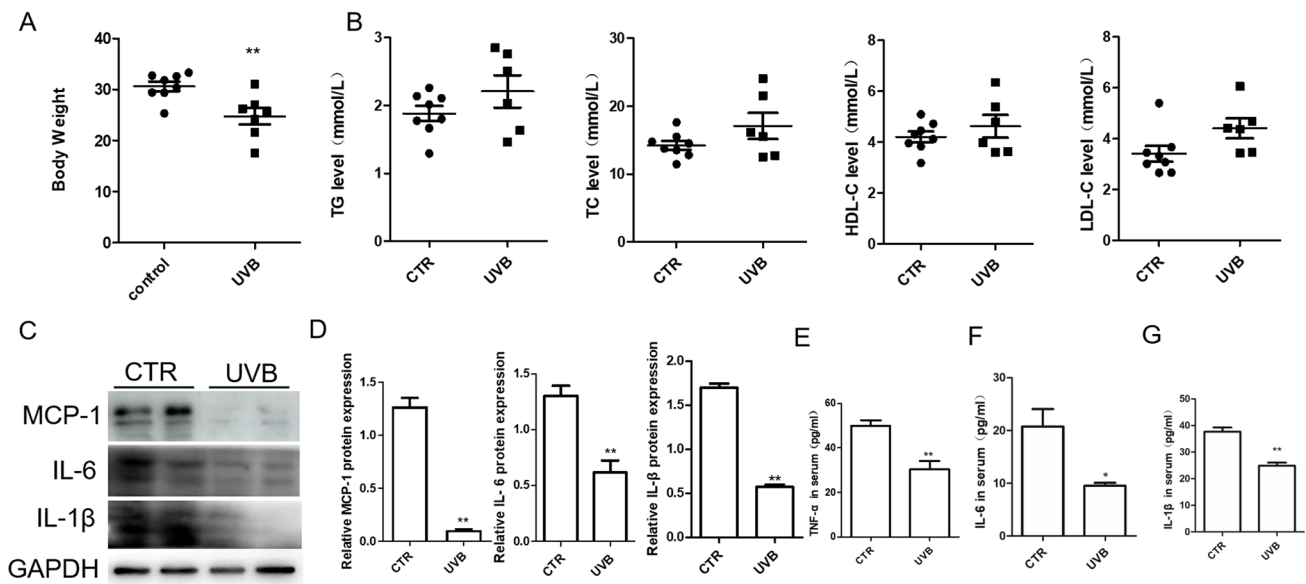 A
Body Weight
40
30
20
10
0
**
control
UVB
B
TG level (mmol/L)
3
2
1
0
CTR
UVB
TC level (mmol/L)
30
20
10
0
CTR
UVB
HDL-C level (mmol/L)
8
6
4
2
0
CTR
UVB
LDL-C level (mmol/L)
8
6
4
2
0
CTR
UVB
C
CTR UVB
MCP-1
IL-6
IL-1β
GAPDH
D
Relative MCP-1 protein expression
1.5
1.0
0.5
0.0
**
CTR
UVB
Relative IL- 6 protein expression
1.5
1.0
0.5
0.0
**
CTR
UVB
Relative IL-β protein expression
2.0
1.5
1.0
0.5
0.0
**
CTR
UVB
E
TNF-α in serum (pg/ml)
60
40
20
0
**
CTR
UVB
F
IL-6 in serum (pg/ml)
30
20
10
0
*
CTR
UVB
G
IL-1β in serum (pg/ml)
50
40
30
20
10
0
**
CTR
UVB